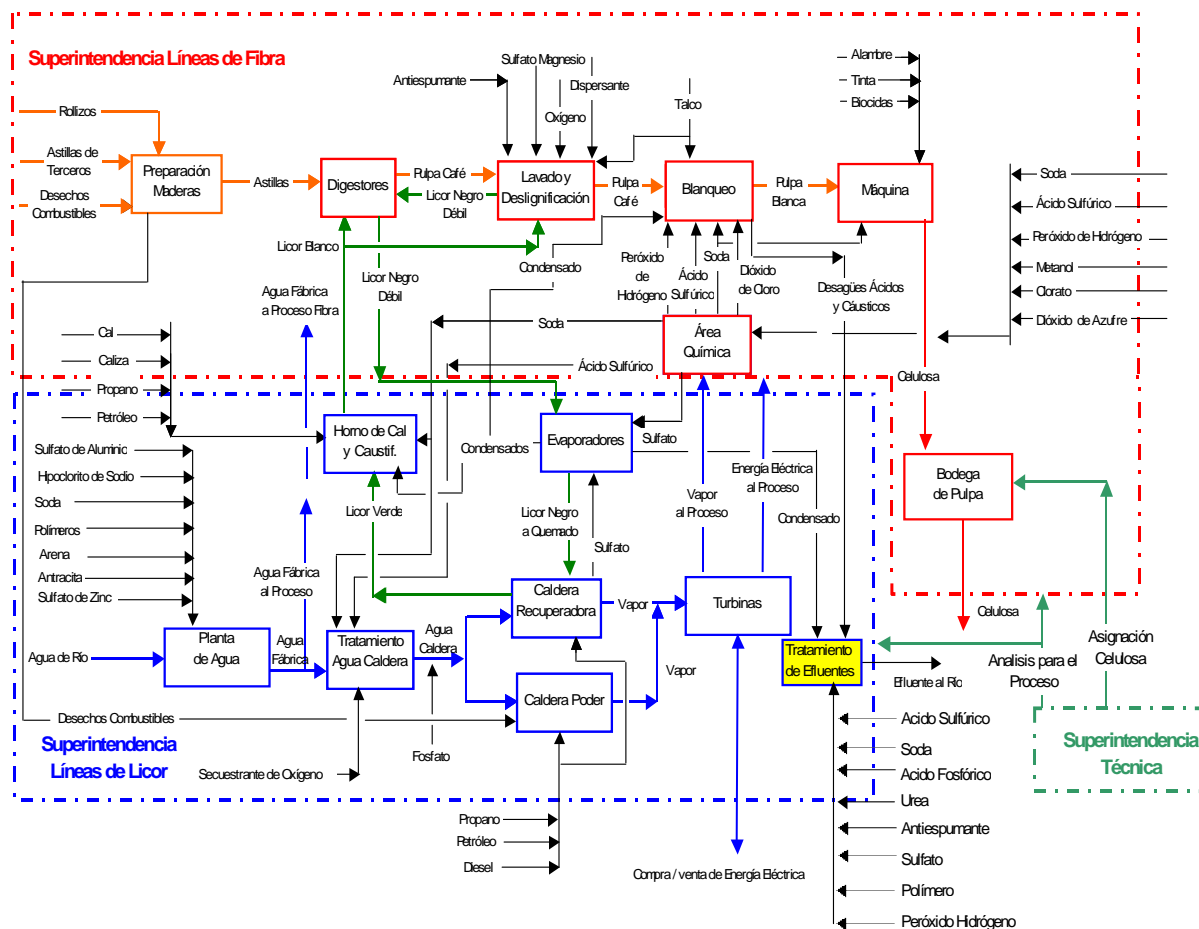 Superintendencia Líneas de Fibra
Rollizos
Astillas de
Terceros
Desechos
Combustibles
Preparación
Maderas
Astillas
Digestores
Pulpa Café
Licor Negro
Débil
Antiespumante
Sulfato Magnesio
Dispersante
Oxígeno
Lavado y
Deslignificación
Pulpa
Café
Talco
Blanqueo
Pulpa
Blanca
Alambre
Tinta
Biocidas
Máquina
Soda
Ácido Sulfúrico
Peróxido de Hidrógeno
Metanol
Clorato
Dióxido de Azufre
Licor Blanco
Licor Negro
Débil
Condensado
Peróxido
de
Hidrógeno
Ácido
Sulfúrico
Soda
Dióxido
de Cloro
Desagües Ácidos
y Cáusticos
Agua Fábrica
a Proceso Fibra
Soda
Ácido Sulfúrico
Área
Química
Celulosa
Cal
Caliza
Propano
Petróleo
Horno de Cal
y Caustif.
Condensados
Evaporadores
Sulfato
Energía Eléctrica
al Proceso
Vapor
al Proceso
Condensado
Bodega
de Pulpa
Sulfato de Aluminio
Hipoclorito de Sodio
Soda
Polímeros
Arena
Antracita
Sulfato de Zinc
Licor Verde
Licor Negro
a Quemado
Sulfato
Agua Fábrica
al Proceso
Caldera
Recuperadora
Vapor
Turbinas
Celulosa
Asignación
Celulosa
Analisis para el
Proceso
Agua de Río
Planta
de Agua
Agua
Fábrica
Tratamiento
Agua Caldera
Agua
Caldera
Vapor
Tratamiento
de Efluentes
Efluente al Río
Caldera Poder
Desechos Combustibles
Fosfato
Superintendencia
Líneas de Licor
Secuestrante de Oxígeno
Superintendencia
Técnica
Propano
Petróleo
Diesel
Compra / venta de Energía Eléctrica
Acido Sulfúrico
Soda
Acido Fosfórico
Urea
Antiespumante
Sulfato
Polímero
Peróxido Hidrógeno